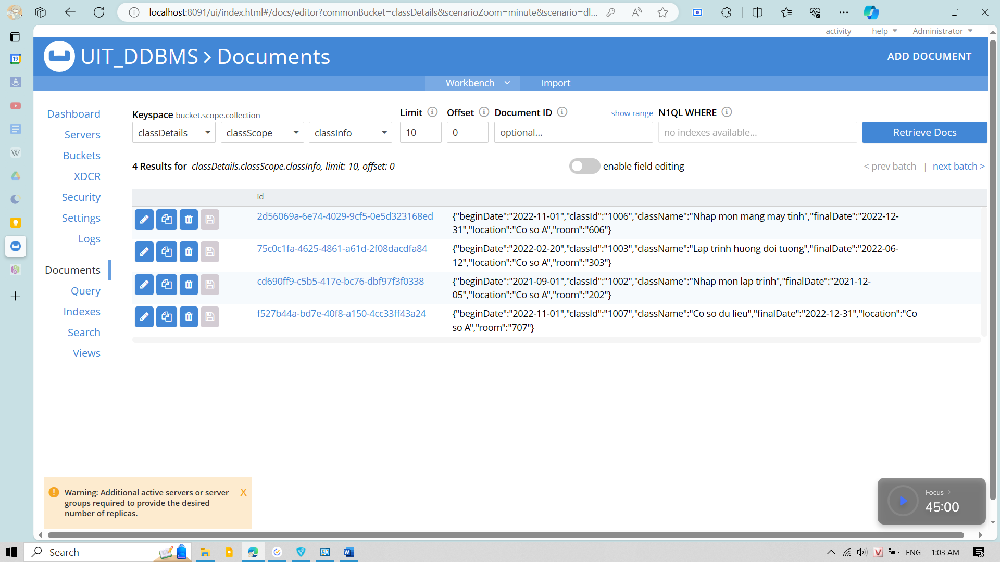 localhost:8091/ui/index.html#/docs/editor?commonBucket=classDetails&scenarioZoom=minute&scenario=dl...
activity
help
Administrator
UIT_DDBMS > Documents
ADD DOCUMENT
Workbench
Import
Dashboard
Servers
Buckets
XDCR
Security
Settings
Logs
Documents
Query
Indexes
Search
Views
Keyspace bucket.scope.collection
Limit
Offset
Document ID
show range
N1QL WHERE
classDetails
classScope
classInfo
10
0
optional...
no indexes available...
Retrieve Docs
4 Results for classDetails.classScope.classInfo, limit: 10, offset: 0
enable field editing
< prev batch | next batch >
id
2d56069a-6e74-4029-9cf5-0e5d323168ed
{"beginDate":"2022-11-01","classId":"1006","className":"Nhap mon mang may tinh","finalDate":"2022-12-
31","location":"Co so A","room":"606"}
75c0c1fa-4625-4861-a61d-2f08dacdfa84
{"beginDate":"2022-02-20","classId":"1003","className":"Lap trinh huong doi tuong","finalDate":"2022-06-
12","location":"Co so A","room":"303"}
cd690ff9-c5b5-417e-bc76-dbf97f3f0338
{"beginDate":"2021-09-01","classId":"1002","className":"Nhap mon lap trinh","finalDate":"2021-12-
05","location":"Co so A","room":"202"}
f527b44a-bd7e-40f8-a150-4cc33ff43a24
{"beginDate":"2022-11-01","classId":"1007","className":"Co so du lieu","finalDate":"2022-12-31","location":"Co
so A","room":"707"}
Warning: Additional active servers or server
groups required to provide the desired
number of replicas.
X
Focus >
45:00
Search
ENG
1:03 AM